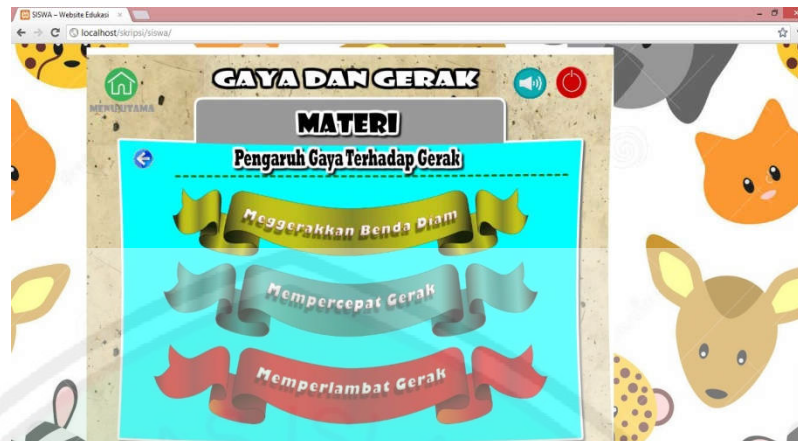 SISWA – Website Edukasi
localhost/skripsi/siswa/
GAYA DAN GERAK
MENU UTAMA
MATERI
Pengaruh Gaya Terhadap Gerak
Meggerakkan Benda Diam
Mempercepat Gerak
Memperlambat Gerak